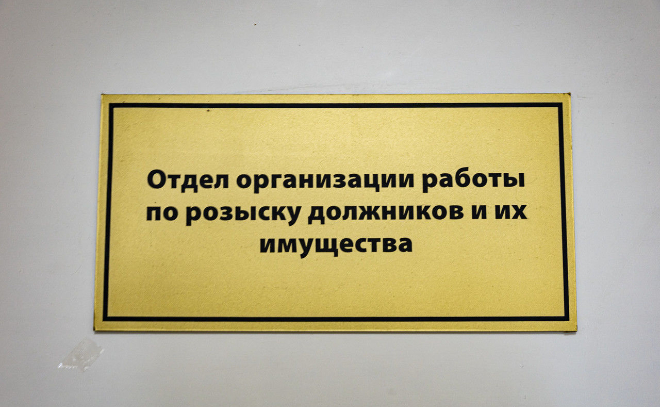 Отдел организации работы
по розыску должников и их
имущества